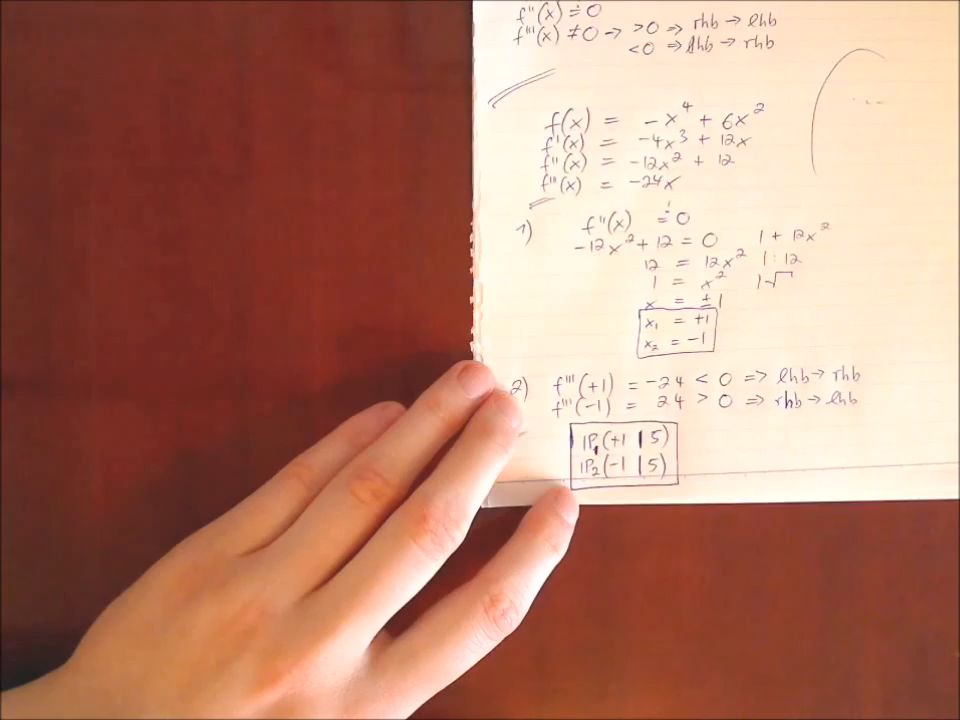 f''(x) = 0
f'''(x) ≠ 0 → > 0 ⇒ rhb → lhb
< 0 ⇒ lhb → rhb
f(x) = -x⁴ + 6x²
f'(x) = -4x³ + 12x
f''(x) = -12x² + 12
f'''(x) = -24x
1) f''(x) = 0
-12x² + 12 = 0 | + 12x²
12 = 12x² | : 12
1 = x² | √
x = ±1
x₁ = +1
x₂ = -1
2) f'''(+1) = -24 < 0 => lhb → rhb
f'''(-1) = 24 > 0 => rhb → lhb
IP₁(+1 | 5)
IP₂(-1 | 5)